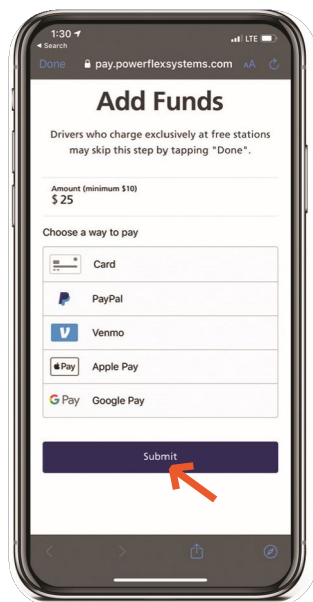 1:30
LTE
Search
Done pay.powerflexsystems.com AA
Add Funds
Drivers who charge exclusively at free stations
may skip this step by tapping "Done".
Amount (minimum $10)
$ 25
Choose a way to pay
Card
PayPal
Venmo
Pay Apple Pay
G Pay Google Pay
Submit